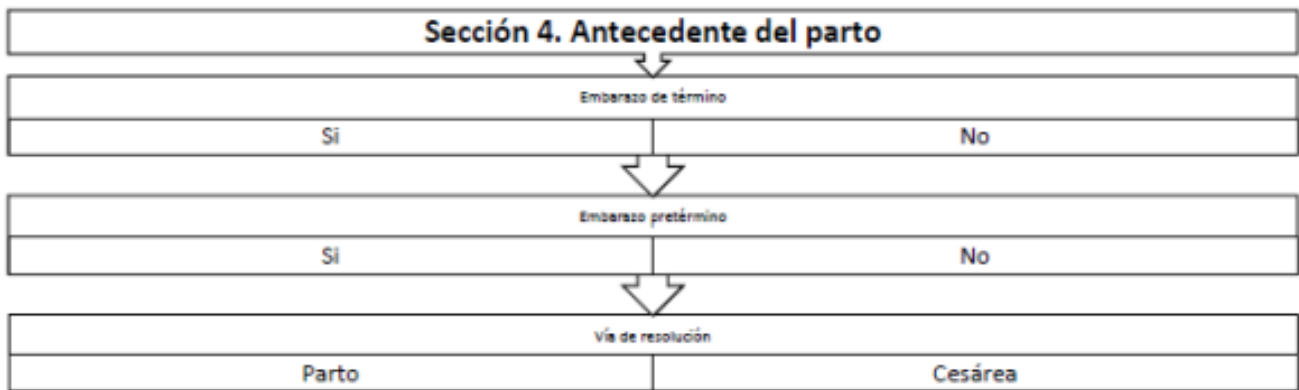 Sección 4. Antecedente del parto
Embarazo de término
Si No
Embarazo pretérmino
Si No
Vía de resolución
Parto Cesárea